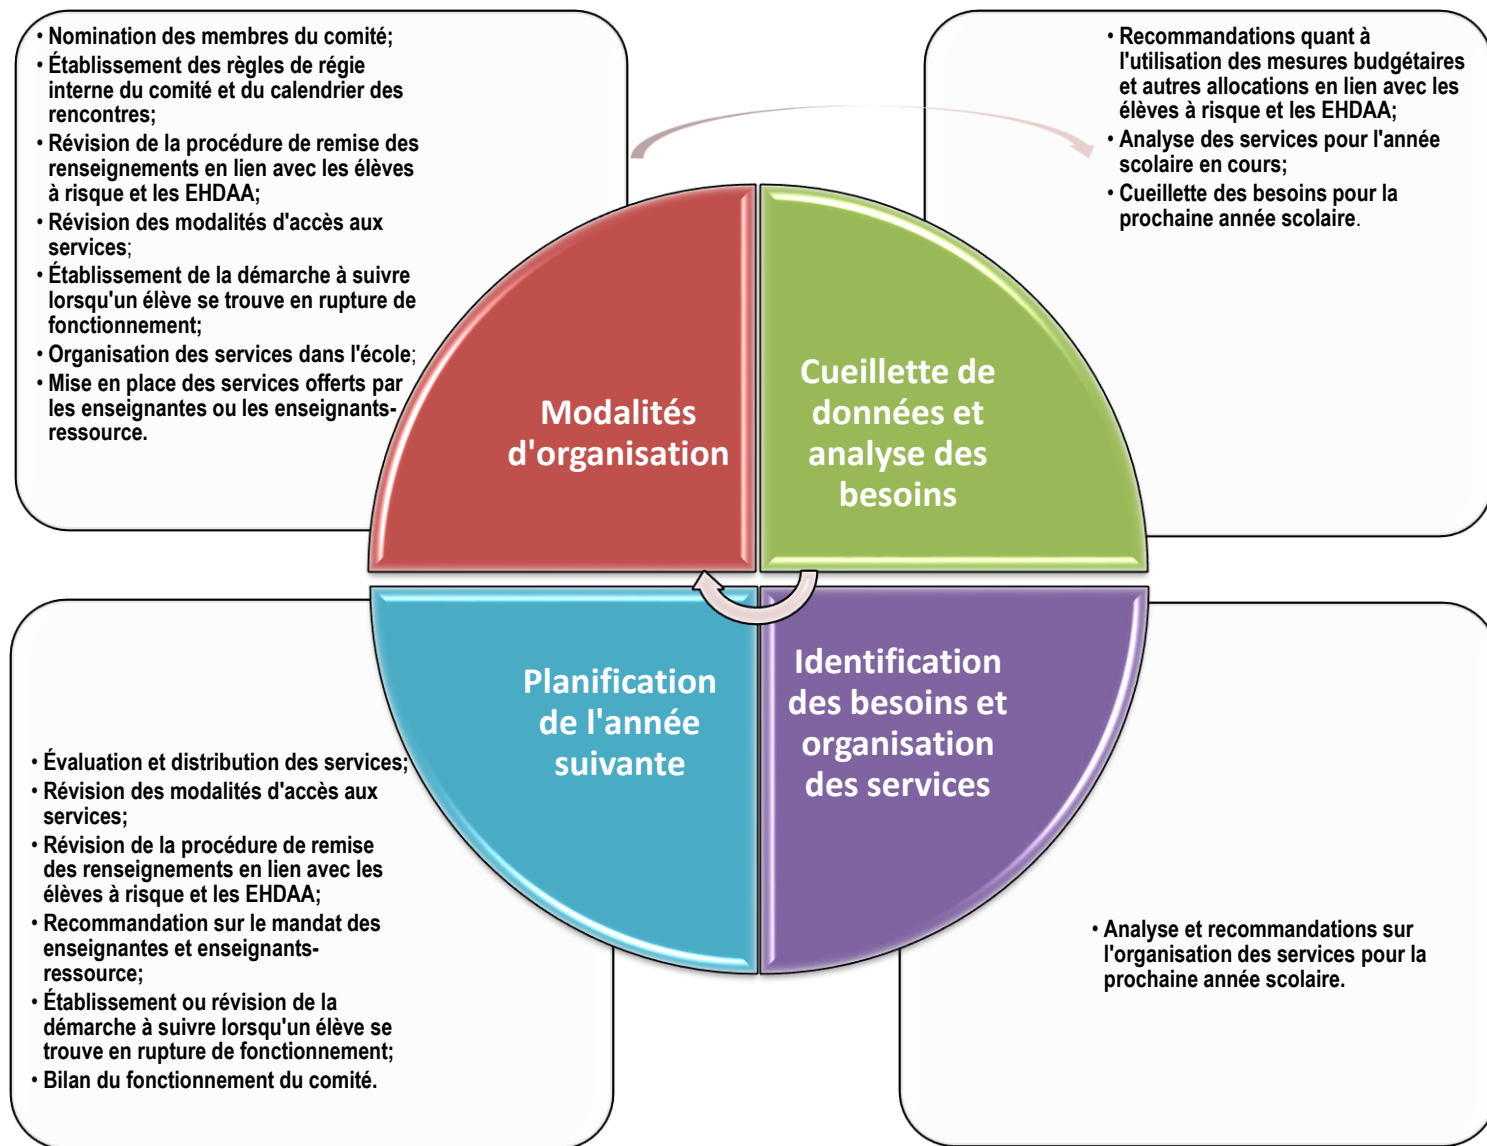 • Nomination des membres du comité;
• Établissement des règles de régie
interne du comité et du calendrier des
rencontres;
• Révision de la procédure de remise des
renseignements en lien avec les élèves
à risque et les EHDAA;
• Révision des modalités d'accès aux
services;
• Établissement de la démarche à suivre
lorsqu'un élève se trouve en rupture de
fonctionnement;
• Organisation des services dans l'école;
• Mise en place des services offerts par
les enseignantes ou les enseignants-
ressource.
• Recommandations quant à
l'utilisation des mesures budgétaires
et autres allocations en lien avec les
élèves à risque et les EHDAA;
• Analyse des services pour l'année
scolaire en cours;
• Cueillette des besoins pour la
prochaine année scolaire.
Modalités
d'organisation
Cueillette de
données et
analyse des
besoins
Planification
de l'année
suivante
Identification
des besoins et
organisation
des services
• Évaluation et distribution des services;
• Révision des modalités d'accès aux
services;
• Révision de la procédure de remise
des renseignements en lien avec les
élèves à risque et les EHDAA;
• Recommandation sur le mandat des
enseignantes et enseignants-
ressource;
• Établissement ou révision de la
démarche à suivre lorsqu'un élève se
trouve en rupture de fonctionnement;
• Bilan du fonctionnement du comité.
• Analyse et recommandations sur
l'organisation des services pour la
prochaine année scolaire.